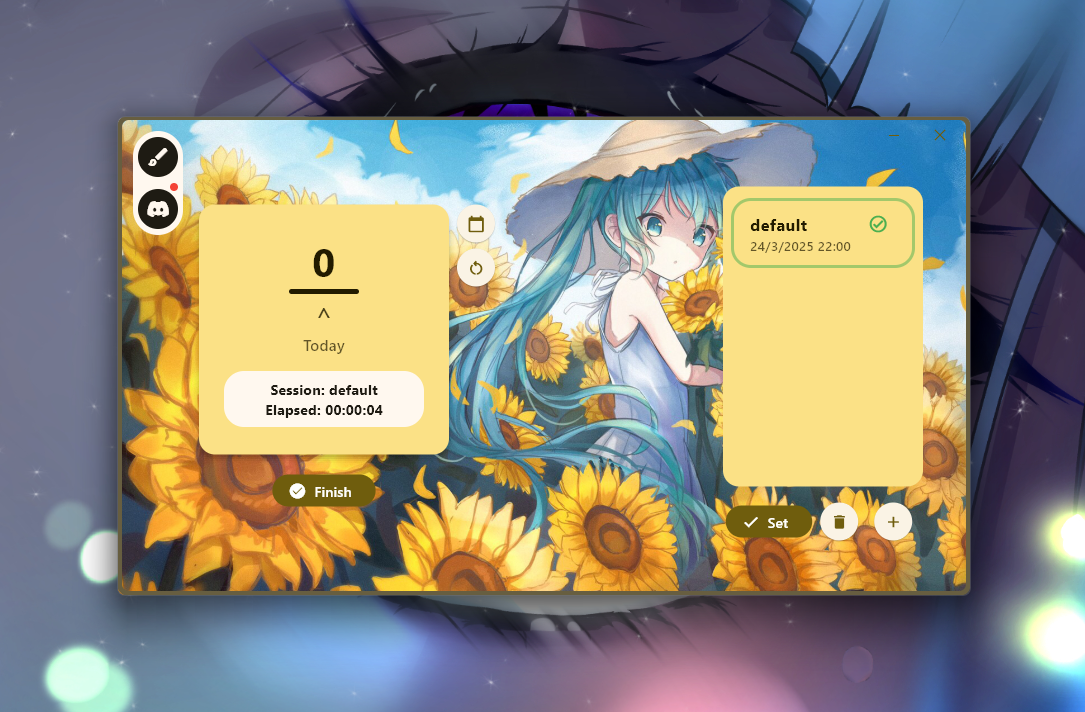 0
^
Today
Session: default
Elapsed: 00:00:04
Finish
default
24/3/2025 22:00
Set